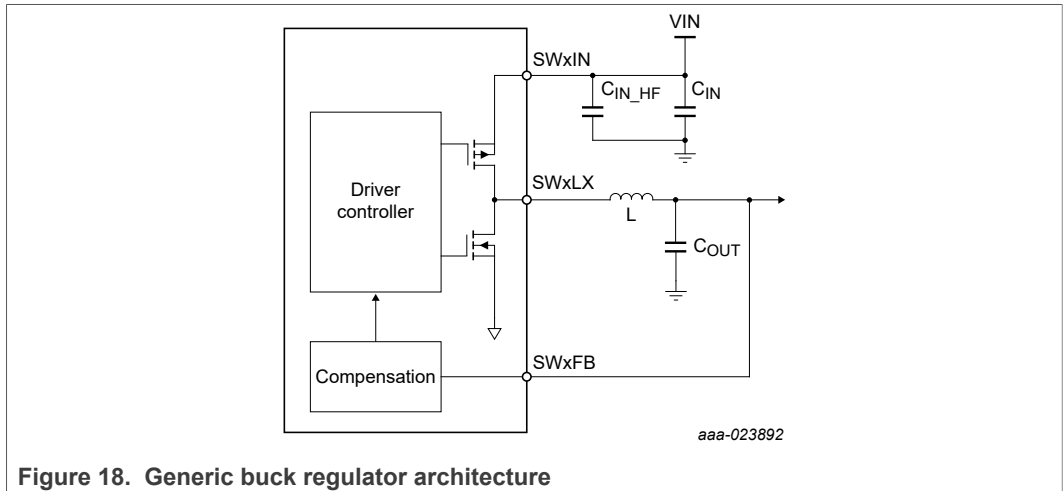 VIN
SWxIN
C_IN_HF
C_IN
Driver
controller
SWxLX
L
C_OUT
Compensation
SWxFB
aaa-023892
Figure 18. Generic buck regulator architecture